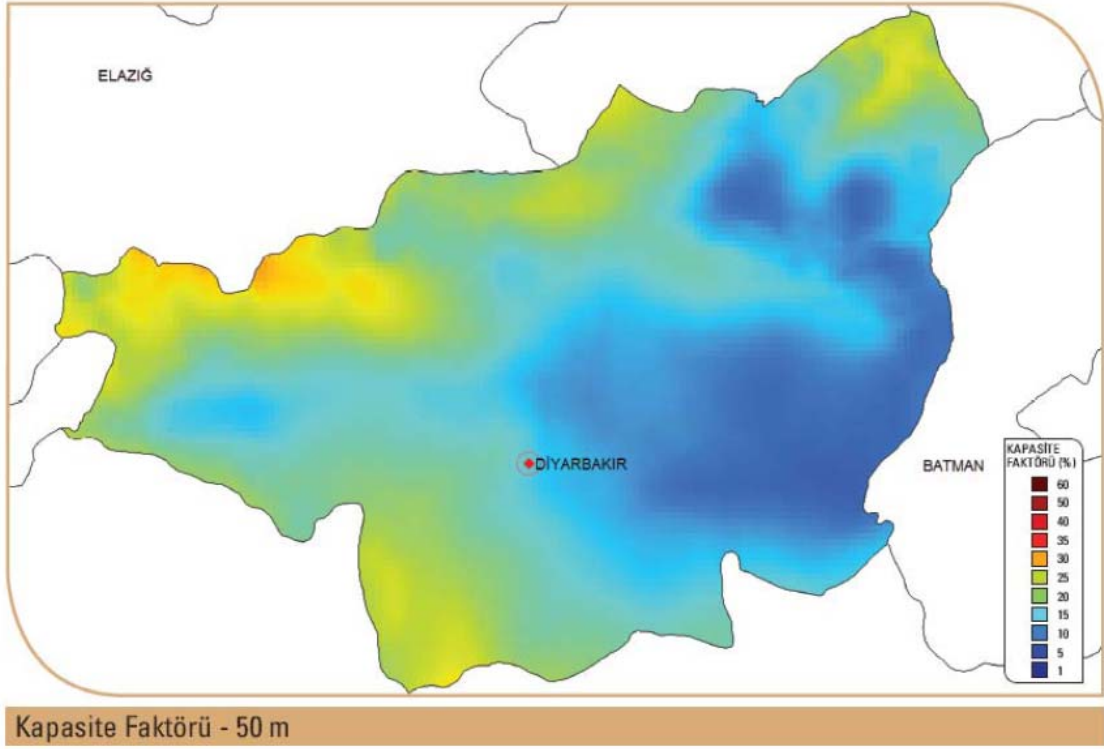 ELAZIĞ
DİYARBAKIR
BATMAN
KAPASİTE
FAKTÖRÜ (%)
60
50
40
35
30
25
20
15
10
5
1
Kapasite Faktörü - 50 m